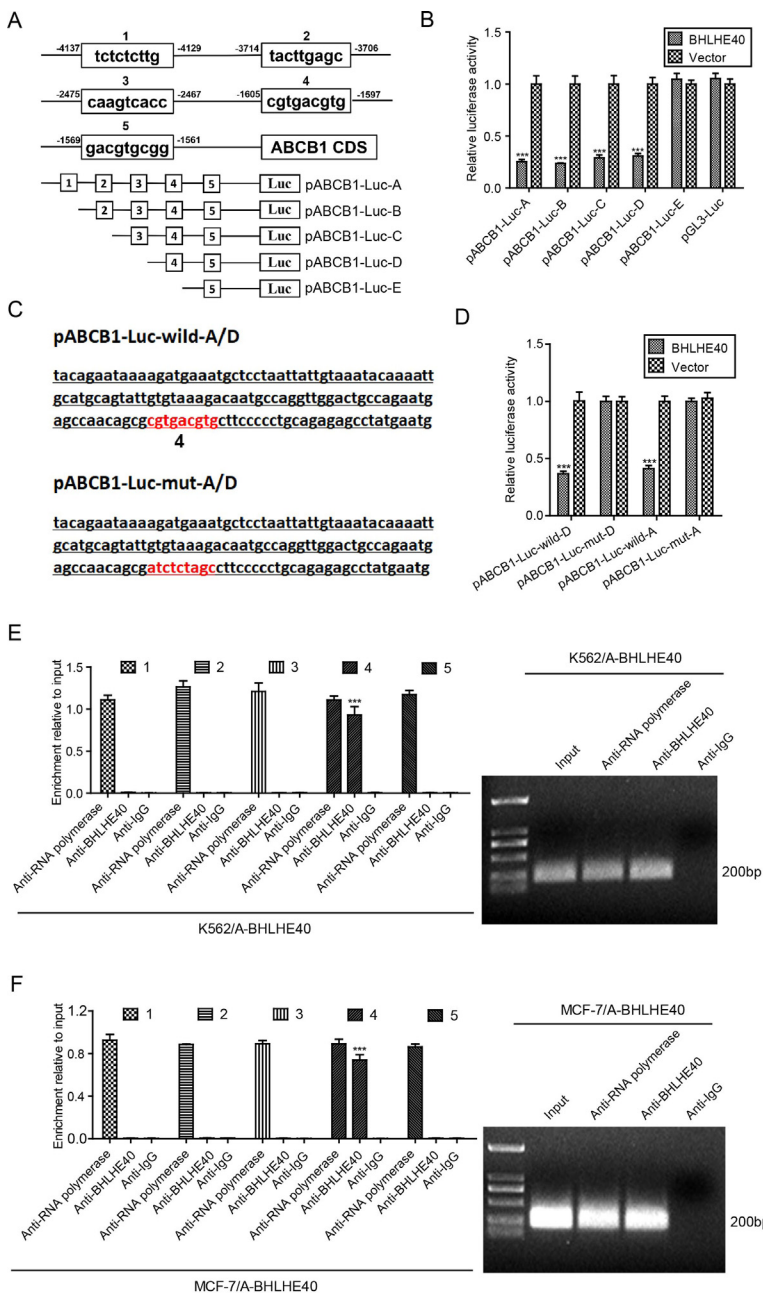 A
1
2
-4137 tctctcttg -4129 -3714 tacttgagc -3706
3
4
-2475 caagtcacc -2467 -1605 cgtgacgtg -1597
5
-1569 gacgtgcgg -1561 ABCB1 CDS
1 2 3 4 5 Luc pABCB1-Luc-A
2 3 4 5 Luc pABCB1-Luc-B
3 4 5 Luc pABCB1-Luc-C
4 5 Luc pABCB1-Luc-D
5 Luc pABCB1-Luc-E
B
BHLHE40
Vector
Relative luciferase activity
1.5
1.0
0.5
0.0
*** *** *** ***
pABCB1-Luc-A
pABCB1-Luc-B
pABCB1-Luc-C
pABCB1-Luc-D
pABCB1-Luc-E
pGL3-Luc
C
pABCB1-Luc-wild-A/D
tacagaataaaagatgaaatgctcctaattattgtaaatacaaaatt
gcatgcagtattgtgtaaagacaatgccaggttggactgccagaatg
agccaacagcgcgtgacgtgcttccccctgcagagagcctatgaatg
4
pABCB1-Luc-mut-A/D
tacagaataaaagatgaaatgctcctaattattgtaaatacaaaatt
gcatgcagtattgtgtaaagacaatgccaggttggactgccagaatg
agccaacagcgatctctagccttccccctgcagagagcctatgaatg
D
BHLHE40
Vector
Relative luciferase activity
1.5
1.0
0.5
0.0
*** ***
pABCB1-Luc-wild-D
pABCB1-Luc-mut-D
pABCB1-Luc-wild-A
pABCB1-Luc-mut-A
E
1 2 3 4 5
Enrichment relative to input
1.5
1.0
0.5
0.0
***
Anti-RNA polymerase
Anti-BHLHE40
Anti-IgG
Anti-RNA polymerase
Anti-BHLHE40
Anti-IgG
Anti-RNA polymerase
Anti-BHLHE40
Anti-IgG
Anti-RNA polymerase
Anti-BHLHE40
Anti-IgG
Anti-RNA polymerase
Anti-BHLHE40
Anti-IgG
K562/A-BHLHE40
K562/A-BHLHE40
Input
Anti-RNA polymerase
Anti-BHLHE40
Anti-IgG
200bp
F
1 2 3 4 5
Enrichment relative to input
1.2
0.8
0.4
0.0
***
Anti-RNA polymerase
Anti-BHLHE40
Anti-IgG
Anti-RNA polymerase
Anti-BHLHE40
Anti-IgG
Anti-RNA polymerase
Anti-BHLHE40
Anti-IgG
Anti-RNA polymerase
Anti-BHLHE40
Anti-IgG
Anti-RNA polymerase
Anti-BHLHE40
Anti-IgG
MCF-7/A-BHLHE40
MCF-7/A-BHLHE40
Input
Anti-RNA polymerase
Anti-BHLHE40
Anti-IgG
200bp